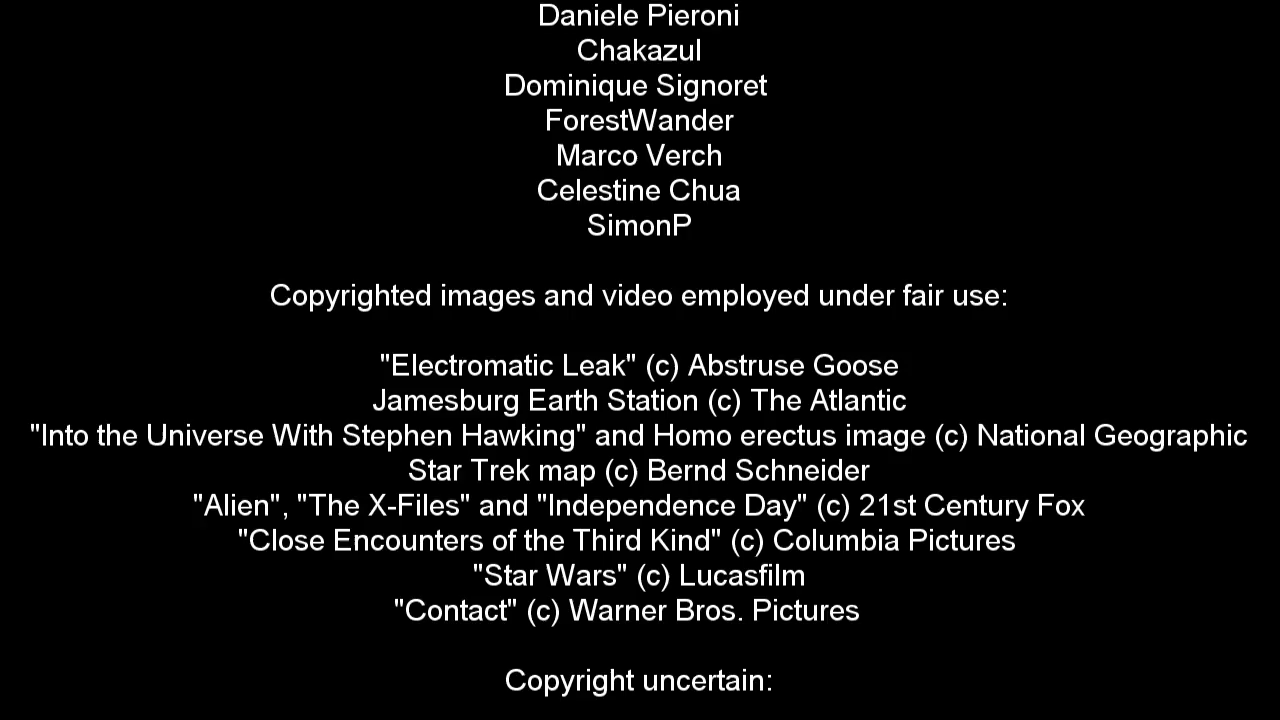 Daniele Pieroni
Chakazul
Dominique Signoret
ForestWander
Marco Verch
Celestine Chua
SimonP
Copyrighted images and video employed under fair use:
"Electromatic Leak" (c) Abstruse Goose
Jamesburg Earth Station (c) The Atlantic
"Into the Universe With Stephen Hawking" and Homo erectus image (c) National Geographic
Star Trek map (c) Bernd Schneider
"Alien", "The X-Files" and "Independence Day" (c) 21st Century Fox
"Close Encounters of the Third Kind" (c) Columbia Pictures
"Star Wars" (c) Lucasfilm
"Contact" (c) Warner Bros. Pictures
Copyright uncertain: